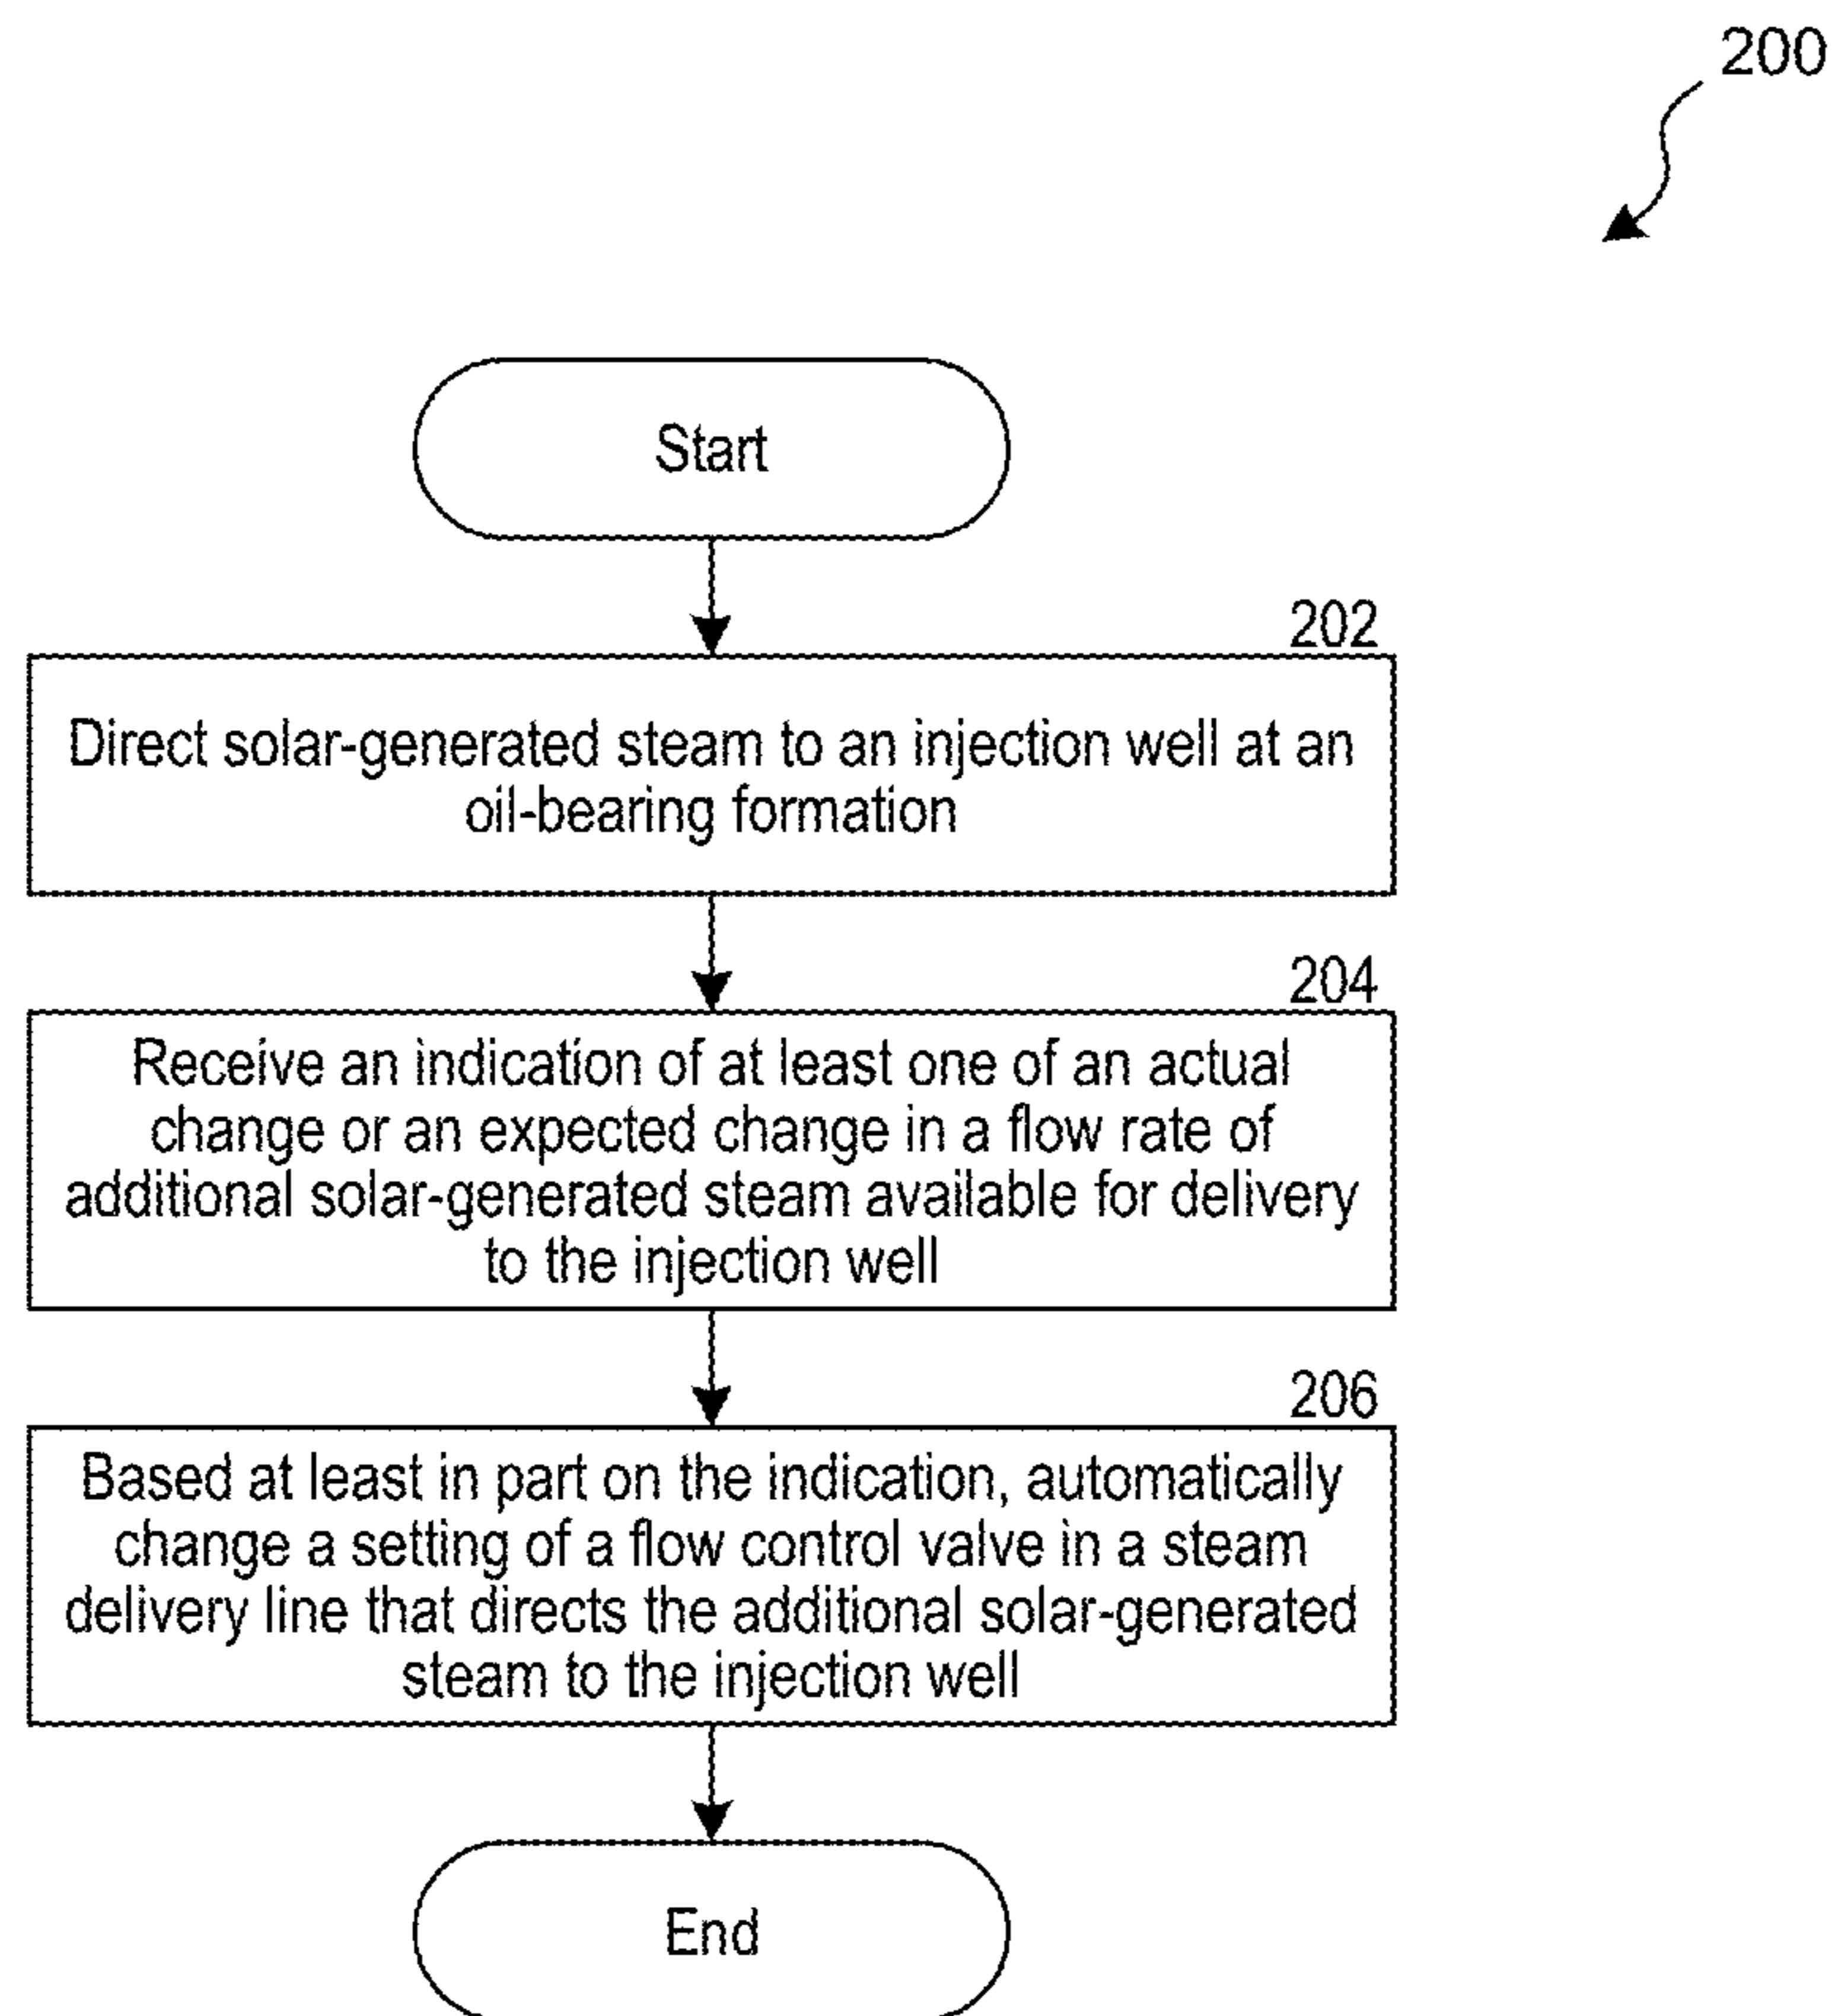 200
Start
202
Direct solar-generated steam to an injection well at an
oil-bearing formation
204
Receive an indication of at least one of an actual
change or an expected change in a flow rate of
additional solar-generated steam available for delivery
to the injection well
206
Based at least in part on the indication, automatically
change a setting of a flow control valve in a steam
delivery line that directs the additional solar-generated
steam to the injection well
End